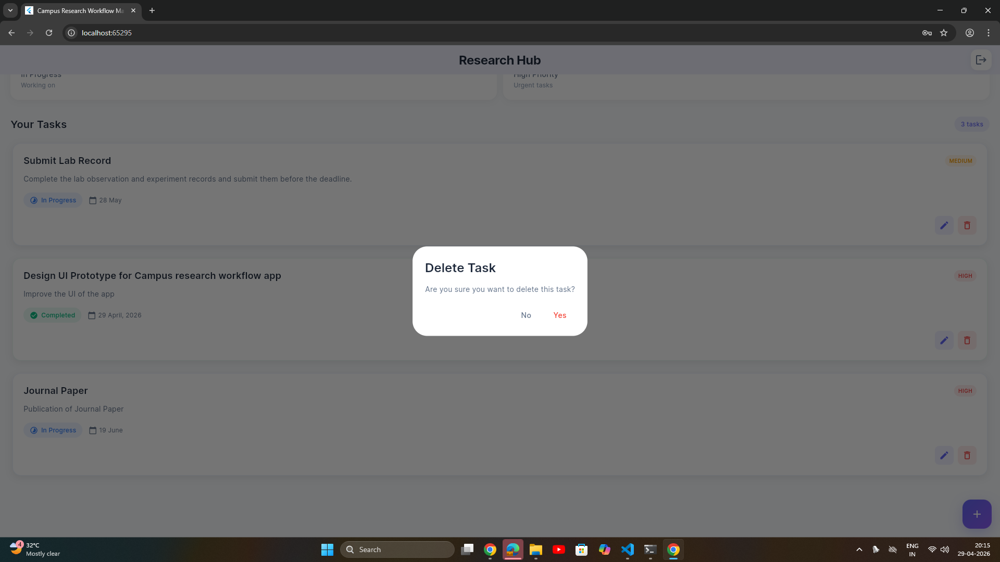 Campus Research Workflow Ma
localhost:65295
Research Hub
In Progress
Working on
High Priority
Urgent tasks
Your Tasks
3 tasks
Submit Lab Record
MEDIUM
Complete the lab observation and experiment records and submit them before the deadline.
In Progress
28 May
Design UI Prototype for Campus research workflow app
HIGH
Improve the UI of the app
Completed
29 April, 2026
Delete Task
Are you sure you want to delete this task?
No
Yes
Journal Paper
HIGH
Publication of Journal Paper
In Progress
19 June
4
32°C
Mostly clear
Search
ENG
IN
20:15
29-04-2026